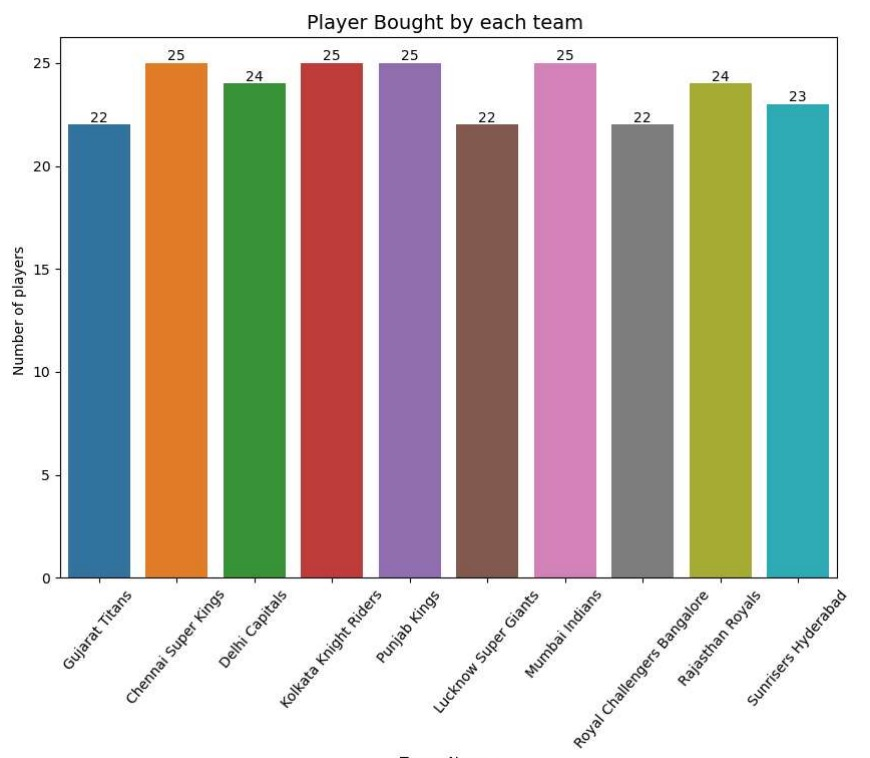 Player Bought by each team
Number of players
25
20
15
10
5
0
22
25
24
25
25
22
25
22
24
23
Gujarat Titans
Chennai Super Kings
Delhi Capitals
Kolkata Knight Riders
Punjab Kings
Lucknow Super Giants
Mumbai Indians
Royal Challengers Bangalore
Rajasthan Royals
Sunrisers Hyderabad